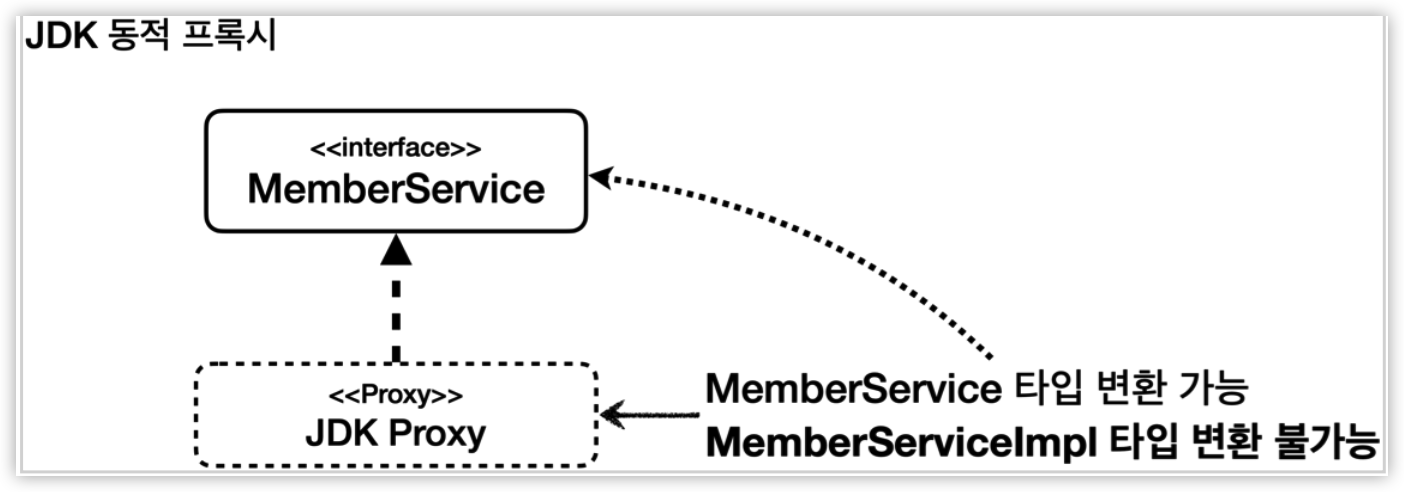 JDK 동적 프록시
<<interface>>
MemberService
<<Proxy>>
JDK Proxy
MemberService 타입 변환 가능
MemberServiceImpl 타입 변환 불가능